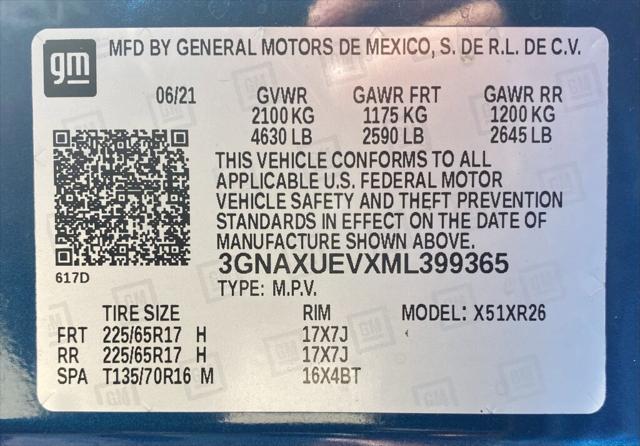 gm
MFD BY GENERAL MOTORS DE MEXICO, S. DE R.L. DE C.V.
06/21 GVWR GAWR FRT GAWR RR
2100 KG 1175 KG 1200 KG
4630 LB 2590 LB 2645 LB
THIS VEHICLE CONFORMS TO ALL
APPLICABLE U.S. FEDERAL MOTOR
VEHICLE SAFETY AND THEFT PREVENTION
STANDARDS IN EFFECT ON THE DATE OF
MANUFACTURE SHOWN ABOVE.
617D
3GNAXUEVXML399365
TYPE: M.P.V.
TIRE SIZE RIM MODEL: X51XR26
FRT 225/65R17 H 17X7J
RR 225/65R17 H 17X7J
SPA T135/70R16 M 16X4BT